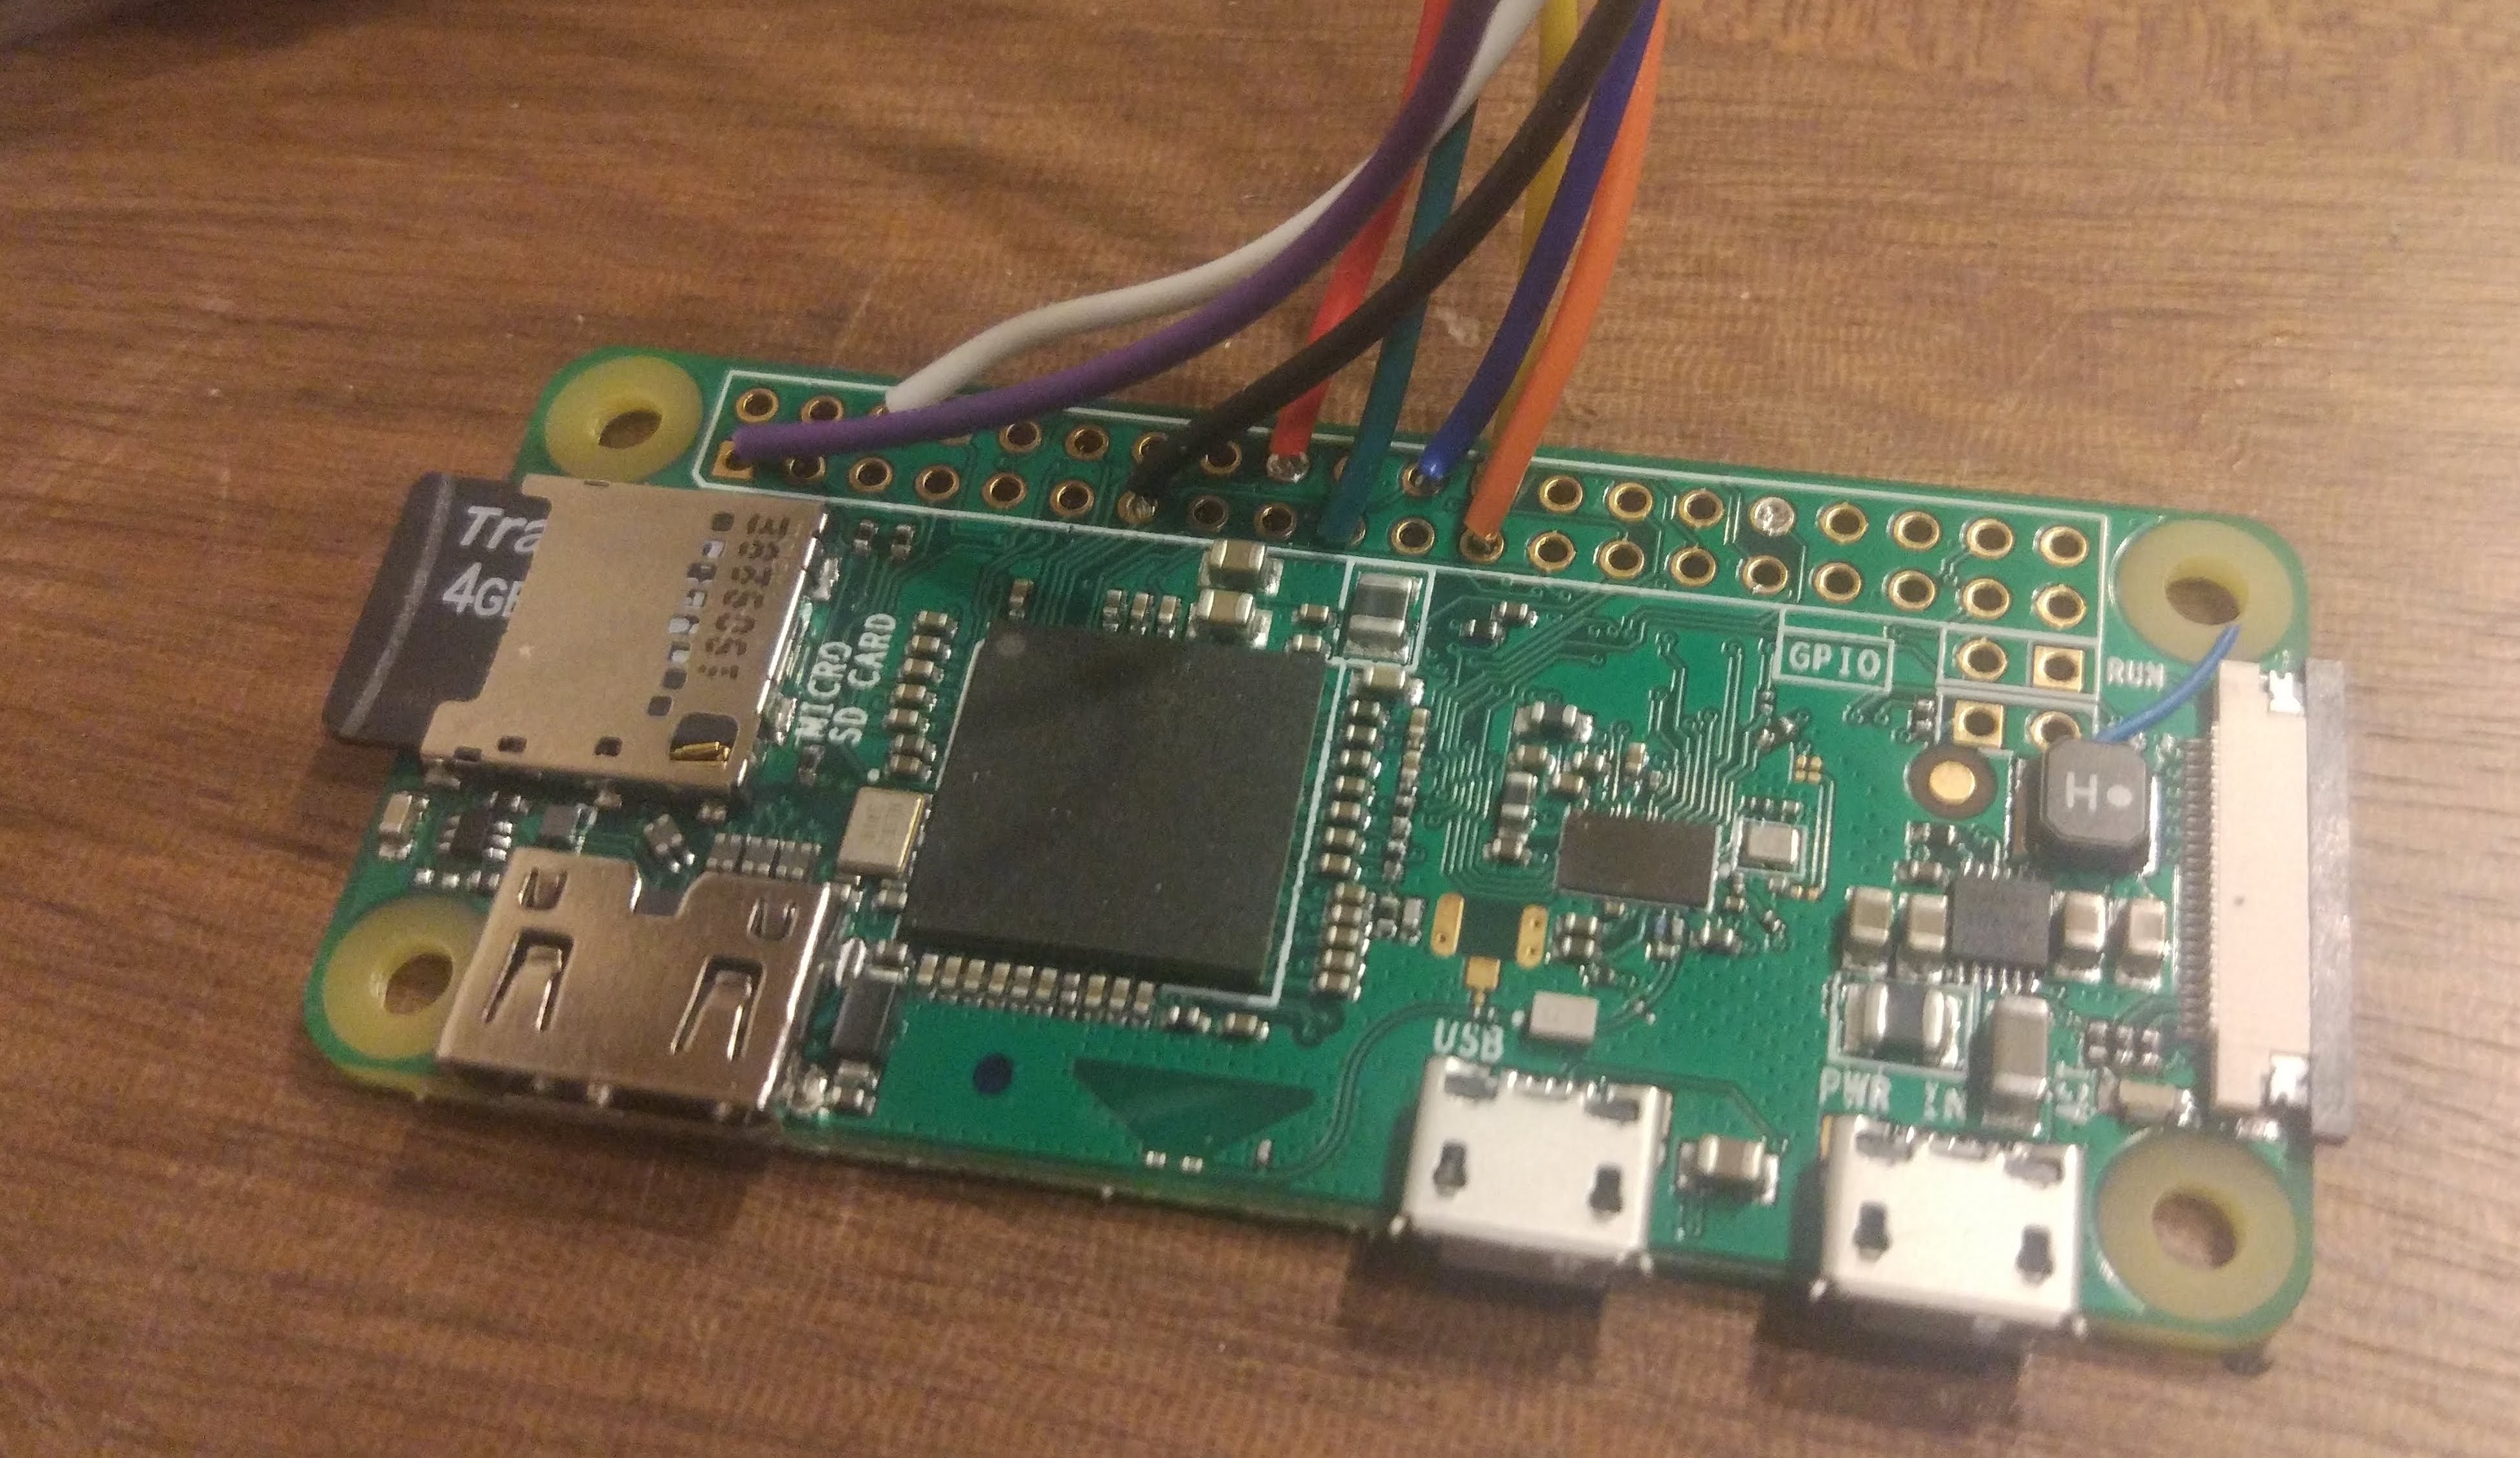 Tra
4GB
MICRO
SD CARD
GPIO
RUN
H
USB
PWR IN